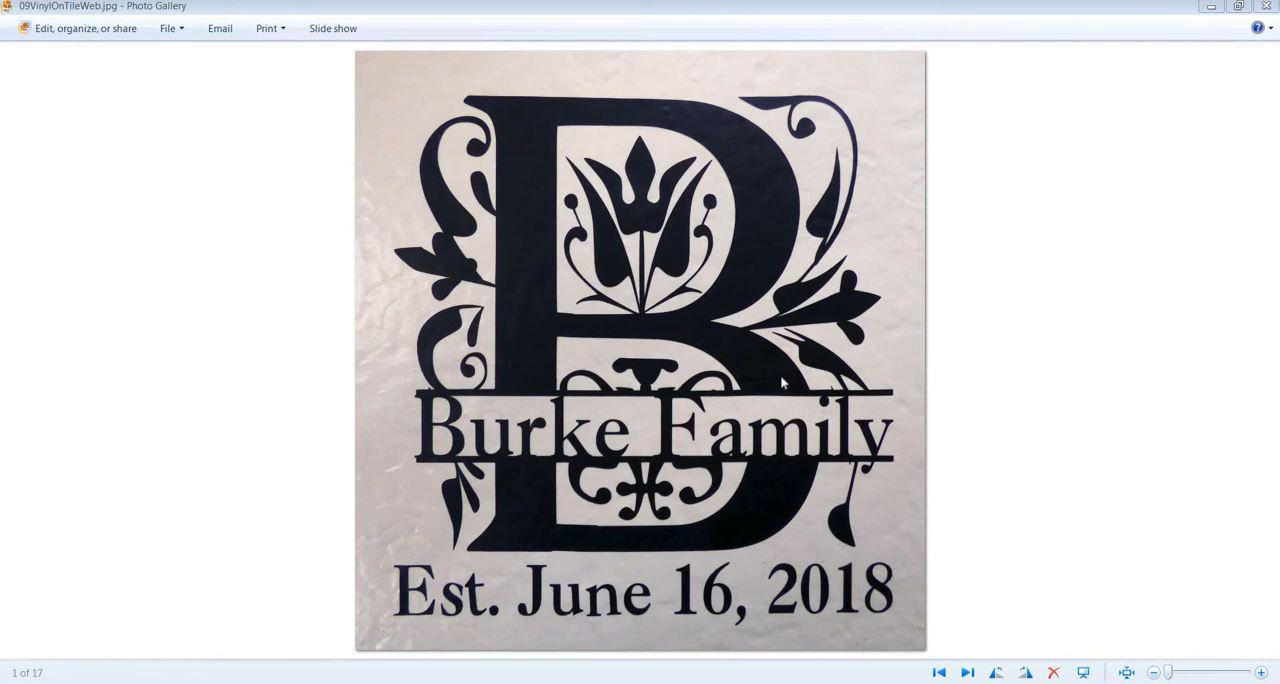 09VinylOnTileWeb.jpg - Photo Gallery
Edit, organize, or share File Email Print Slide show
B
Burke Family
Est. June 16, 2018
1 of 17